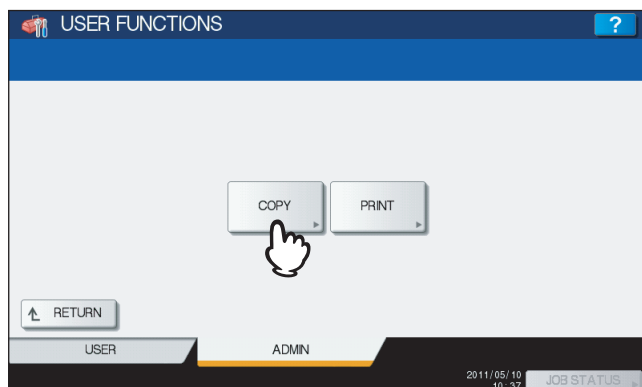 USER FUNCTIONS ?
COPY PRINT
RETURN
USER ADMIN
2011/05/10
10:37 JOB STATUS